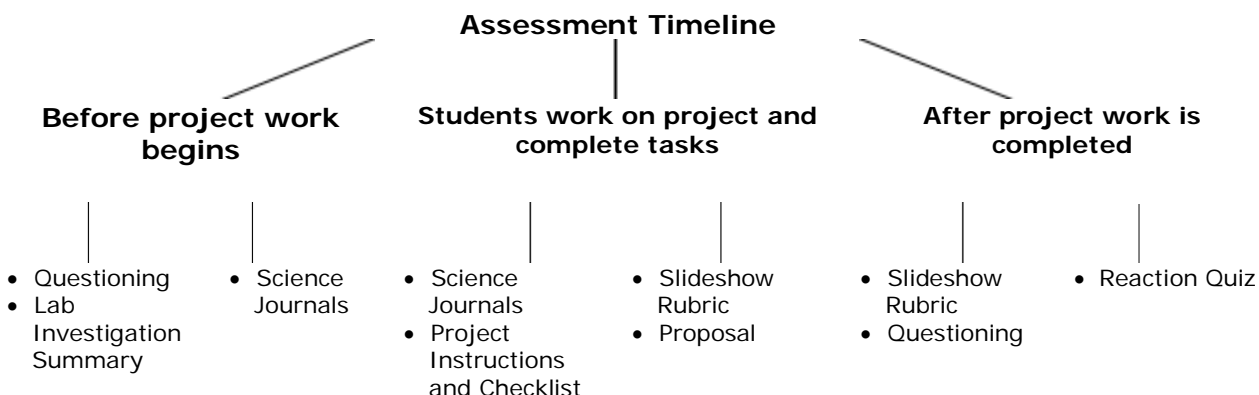 Assessment Timeline
Before project work
begins
Students work on project and
complete tasks
After project work is
completed
• Questioning
• Lab
Investigation
Summary
• Science
Journals
• Science
Journals
• Project
Instructions
and Checklist
• Slideshow
Rubric
• Proposal
• Slideshow
Rubric
• Questioning
• Reaction Quiz